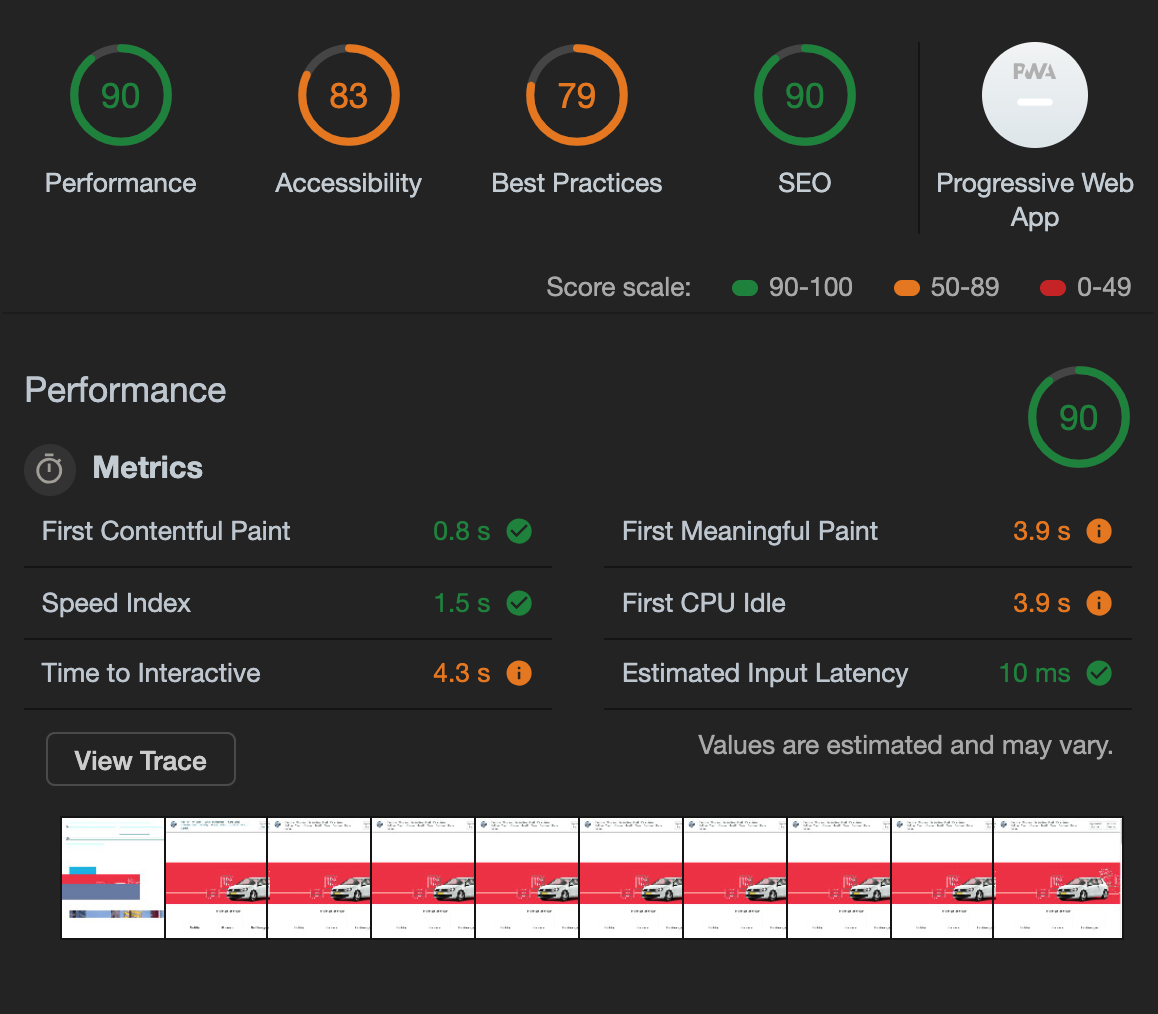 90
83
79
90
PWA
Performance
Accessibility
Best Practices
SEO
Progressive Web
App
Score scale:
90-100
50-89
0-49
Performance
90
Metrics
First Contentful Paint
0.8 s
First Meaningful Paint
3.9 s
Speed Index
1.5 s
First CPU Idle
3.9 s
Time to Interactive
4.3 s
Estimated Input Latency
10 ms
View Trace
Values are estimated and may vary.